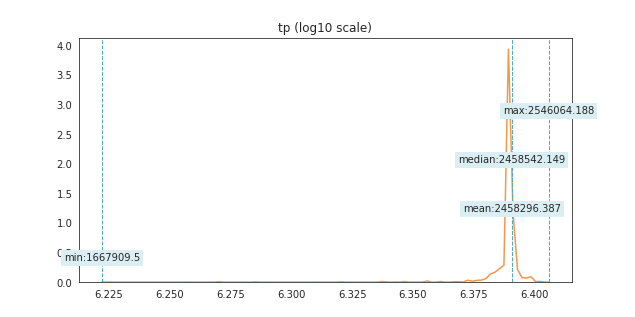 tp (log10 scale)
4.0
3.5
3.0
2.5
2.0
1.5
1.0
0.5
0.0
max:2546064.188
median:2458542.149
mean:2458296.387
min:1667909.5
6.225 6.250 6.275 6.300 6.325 6.350 6.375 6.400